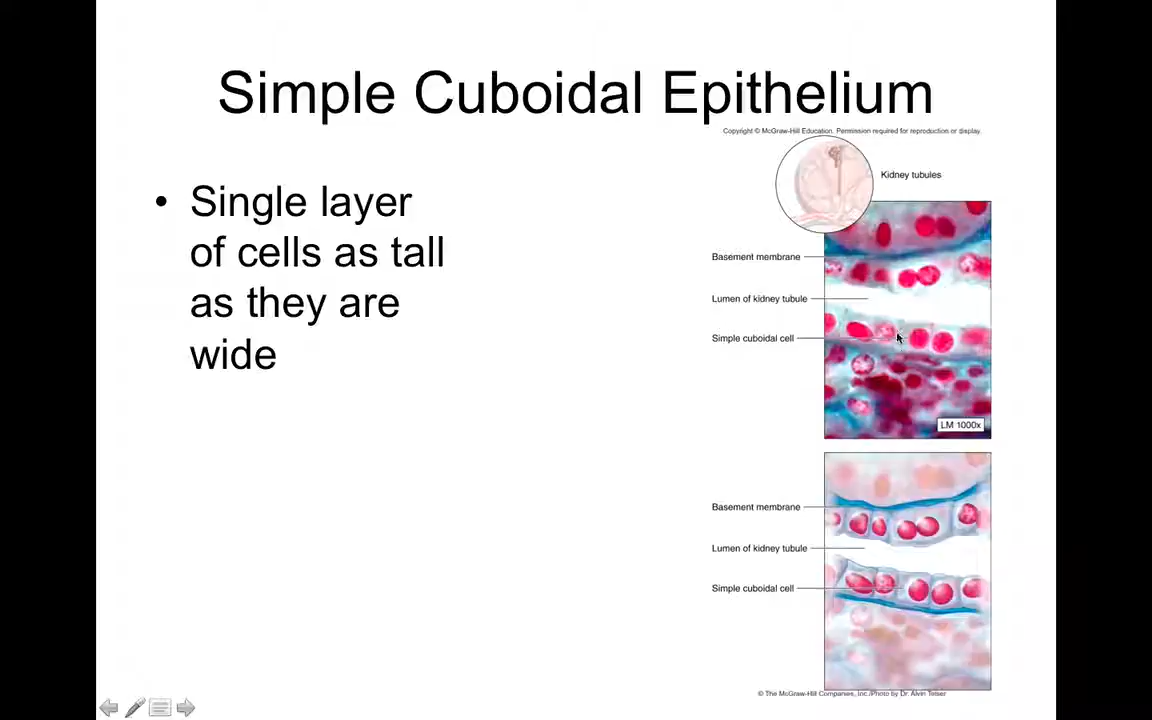 Simple Cuboidal Epithelium
Copyright © McGraw-Hill Education. Permission required for reproduction or display.
• Single layer
of cells as tall
as they are
wide
Kidney tubules
Basement membrane
Lumen of kidney tubule
Simple cuboidal cell
LM 1000x
Basement membrane
Lumen of kidney tubule
Simple cuboidal cell
© The McGraw-Hill Companies, Inc./Photo by Dr. Alvin Telser